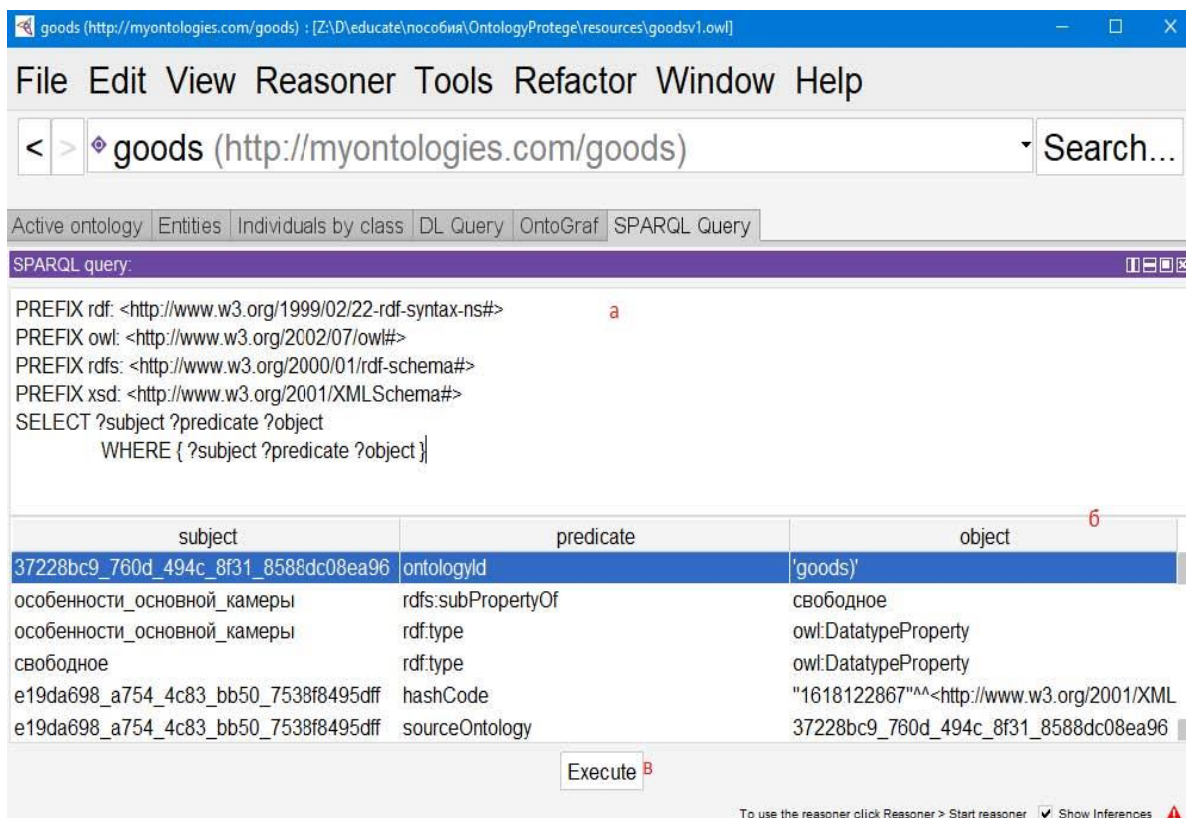 goods (http://myontologies.com/goods) : [Z:\D\educate\пособия\OntologyProtege\resources\goodsv1.owl]
File Edit View Reasoner Tools Refactor Window Help
< > goods (http://myontologies.com/goods) Search...
Active ontology Entities Individuals by class DL Query OntoGraf SPARQL Query
SPARQL query:
PREFIX rdf: <http://www.w3.org/1999/02/22-rdf-syntax-ns#> а
PREFIX owl: <http://www.w3.org/2002/07/owl#>
PREFIX rdfs: <http://www.w3.org/2000/01/rdf-schema#>
PREFIX xsd: <http://www.w3.org/2001/XMLSchema#>
SELECT ?subject ?predicate ?object
WHERE { ?subject ?predicate ?object }
б
subject predicate object
37228bc9_760d_494c_8f31_8588dc08ea96 ontologyId 'goods)'
особенности_основной_камеры rdfs:subPropertyOf свободное
особенности_основной_камеры rdf:type owl:DatatypeProperty
свободное rdf:type owl:DatatypeProperty
e19da698_a754_4c83_bb50_7538f8495dff hashCode "1618122867"^^<http://www.w3.org/2001/XML
e19da698_a754_4c83_bb50_7538f8495dff sourceOntology 37228bc9_760d_494c_8f31_8588dc08ea96
Execute в
To use the reasoner click Reasoner > Start reasoner Show Inferences